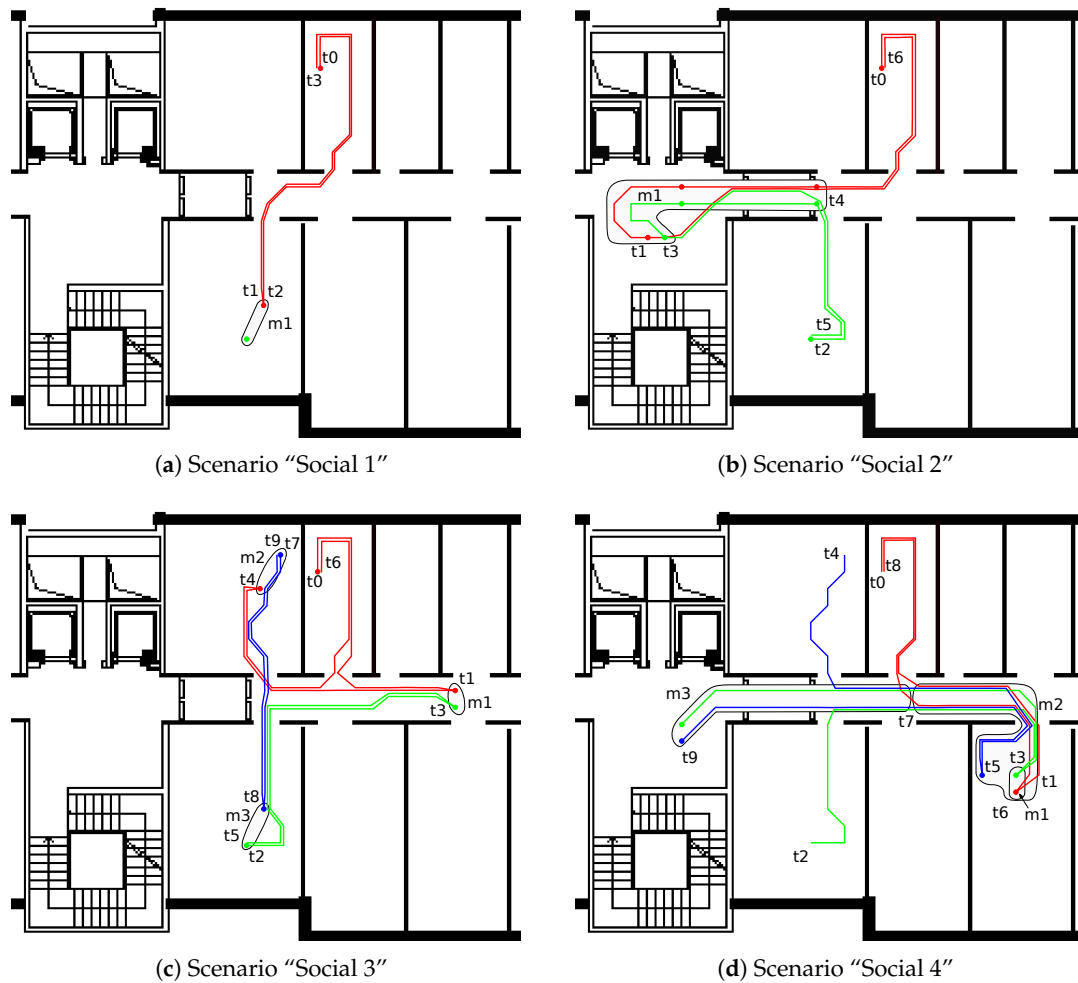 t0
t3
t1 t2
m1
(a) Scenario “Social 1”
t6
t0
m1
t4
t1 t3
t5
t2
(b) Scenario “Social 2”
t9 t7
m2
t4
t6
t0
t1
m1
t3
t8
m3
t5
t2
(c) Scenario “Social 3”
t4
t8
t0
m3
m2
t7
t9
t5 t3
t1
t6
m1
t2
(d) Scenario “Social 4”